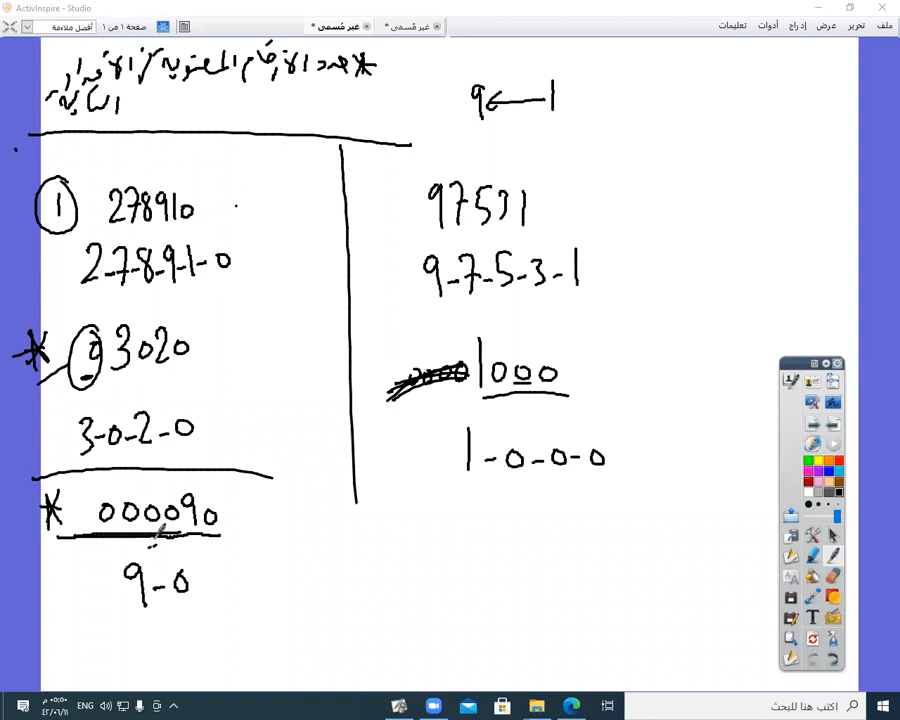 ActivInspire - Studio
ملف تحرير عرض إدراج أدوات تعليمات
غير مُسمى *
غير مُسمى *
صفحة ١ من ١
أفضل ملاءمة
* عدد الأرقام المعنوية
9 ← 1
1 278910
2-7-8-9-1-0
* 03020
3-0-2-0
* 000090
9-0
97531
9-7-5-3-1
1000
1-0-0-0
ENG
اكتب هنا للبحث